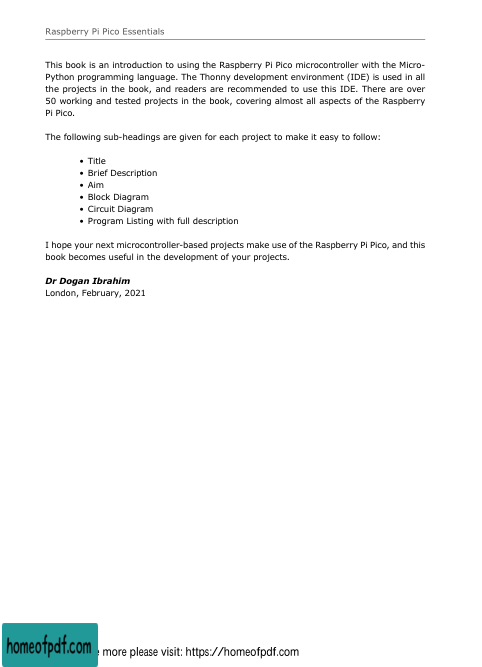 Raspberry Pi Pico Essentials
This book is an introduction to using the Raspberry Pi Pico microcontroller with the Micro-
Python programming language. The Thonny development environment (IDE) is used in all
the projects in the book, and readers are recommended to use this IDE. There are over
50 working and tested projects in the book, covering almost all aspects of the Raspberry
Pi Pico.
The following sub-headings are given for each project to make it easy to follow:
• Title
• Brief Description
• Aim
• Block Diagram
• Circuit Diagram
• Program Listing with full description
I hope your next microcontroller-based projects make use of the Raspberry Pi Pico, and this
book becomes useful in the development of your projects.
Dr Dogan Ibrahim
London, February, 2021
homeofpdf.com
more please visit: https://homeofpdf.com